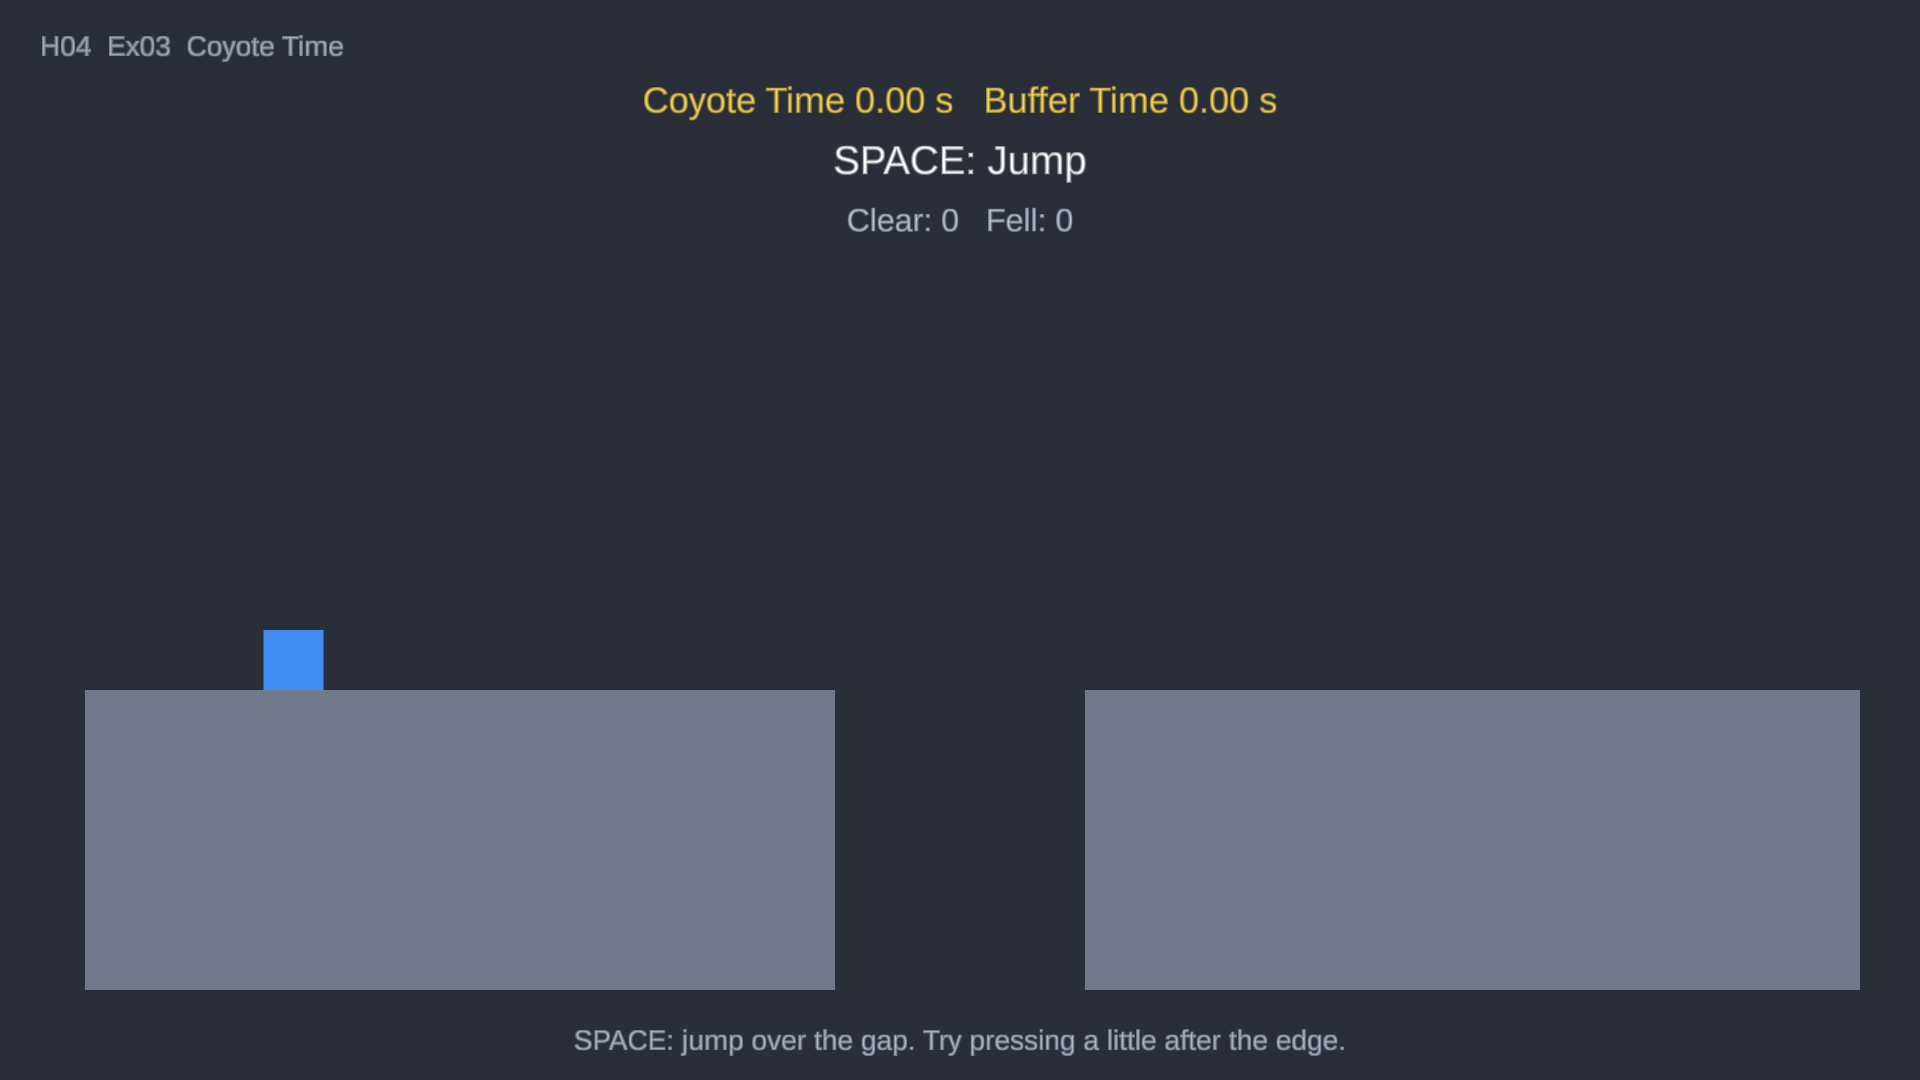 H04  Ex03  Coyote Time
Coyote Time 0.00 s   Buffer Time 0.00 s
SPACE: Jump
Clear: 0   Fell: 0
SPACE: jump over the gap. Try pressing a little after the edge.